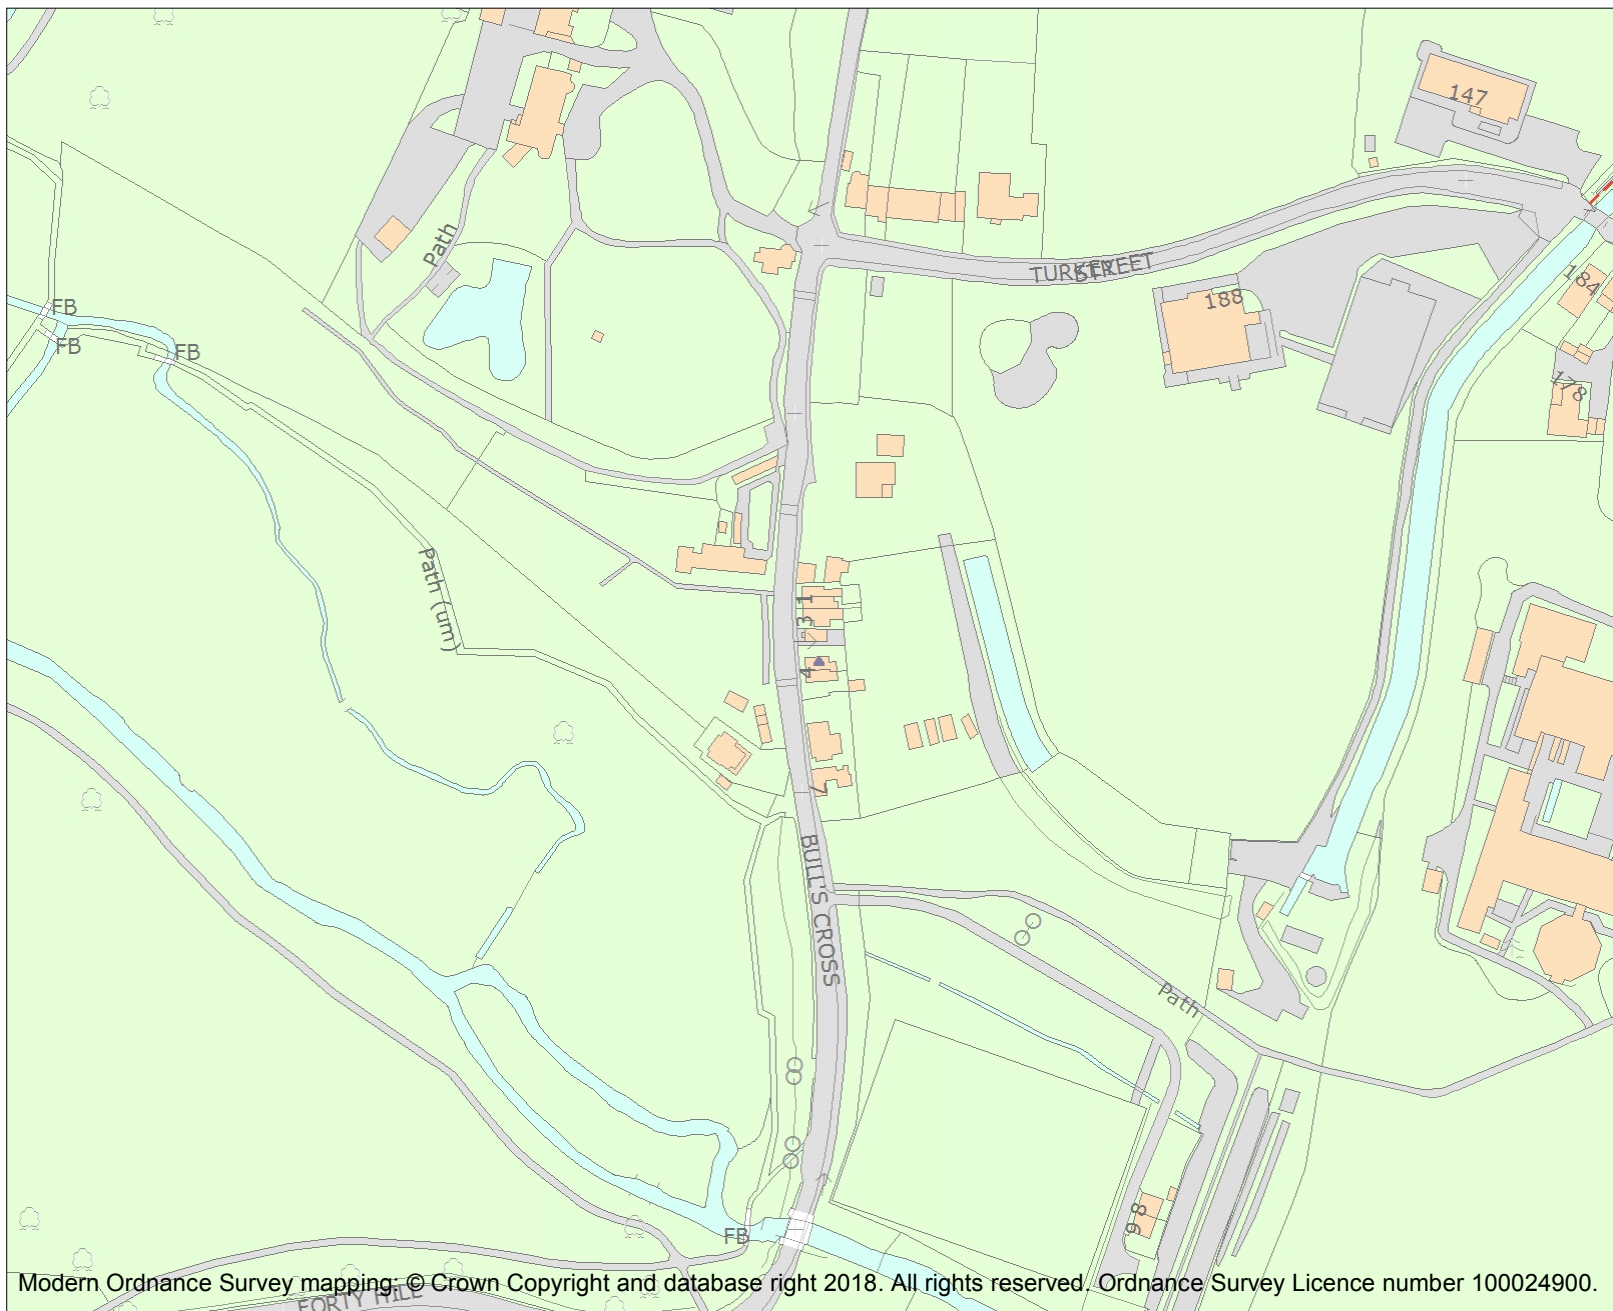 147
Path
TURKEY
STREET
188
184
178
FB
FB
FB
Path (um)
1
3
4
7
BULL'S CROSS
Path
8
9
FB
FORTY HILL
Modern Ordnance Survey mapping: © Crown Copyright and database right 2018. All rights reserved. Ordnance Survey Licence number 100024900.